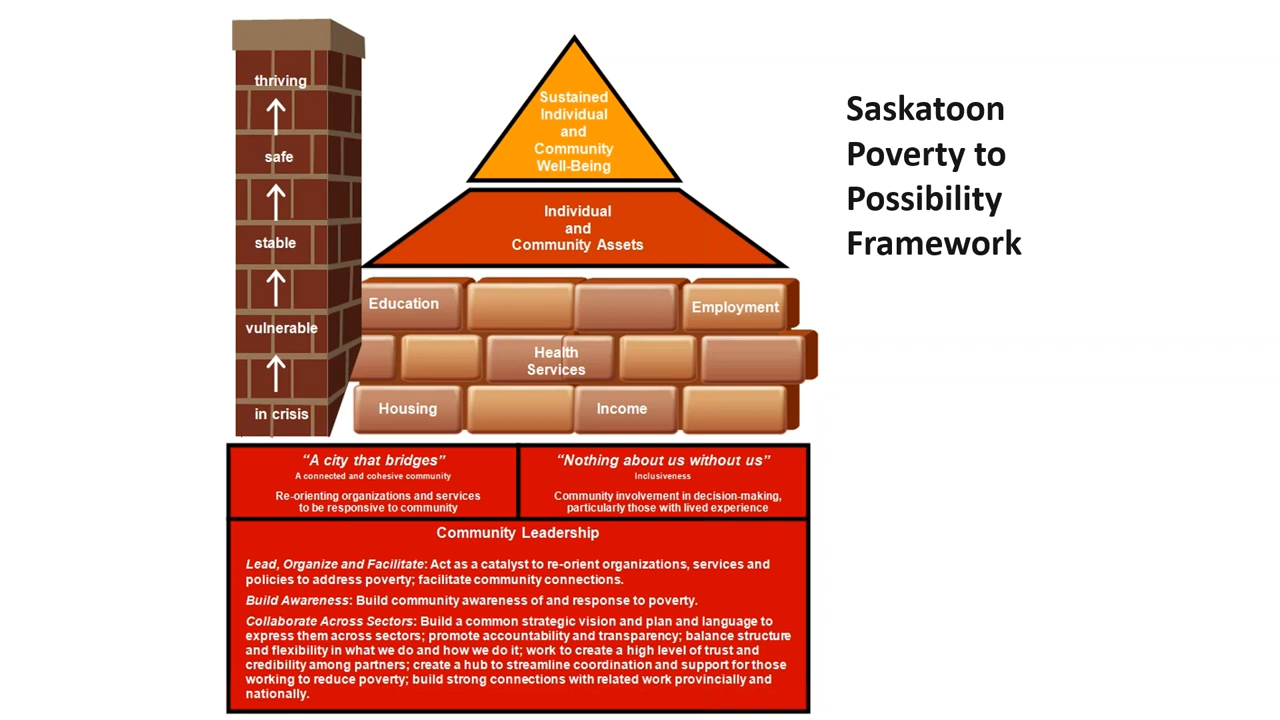 Saskatoon
Poverty to
Possibility
Framework
thriving
safe
stable
vulnerable
in crisis
Sustained
Individual
and
Community
Well-Being
Individual
and
Community Assets
Education
Employment
Health
Services
Housing
Income
“A city that bridges”
A connected and cohesive community
Re-orienting organizations and services
to be responsive to community
“Nothing about us without us”
Inclusiveness
Community involvement in decision-making,
particularly those with lived experience
Community Leadership
Lead, Organize and Facilitate: Act as a catalyst to re-orient organizations, services and
policies to address poverty; facilitate community connections.
Build Awareness: Build community awareness of and response to poverty.
Collaborate Across Sectors: Build a common strategic vision and plan and language to
express them across sectors; promote accountability and transparency; balance structure
and flexibility in what we do and how we do it; work to create a high level of trust and
credibility among partners; create a hub to streamline coordination and support for those
working to reduce poverty; build strong connections with related work provincially and
nationally.